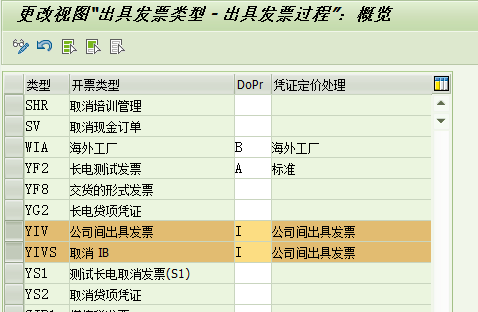 更改视图"出具发票类型 - 出具发票过程": 概览
类型 开票类型 DoPr 凭证定价处理
SHR 取消培训管理
SV 取消现金订单
WIA 海外工厂 B 海外工厂
YF2 长电测试发票 A 标准
YF8 交货的形式发票
YG2 长电贷项凭证
YIV 公司间出具发票 I 公司间出具发票
YIVS 取消 IB I 公司间出具发票
YS1 测试长电取消发票(S1)
YS2 取消贷项凭证